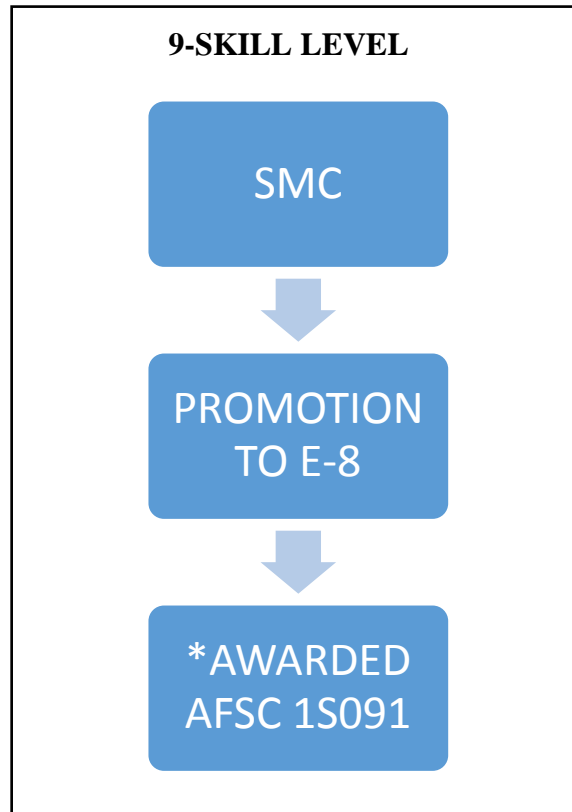 9-SKILL LEVEL
SMC
PROMOTION
TO E-8
*AWARDED
AFSC 1S091